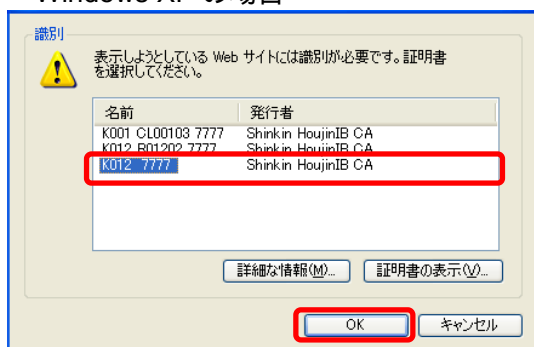 Windows XP の場合
識別
表示しようとしている Web サイトには識別が必要です。証明書
を選択してください。
名前 発行者
K001 CL00103 7777 Shinkin HoujinIB CA
K012 R01202 7777 Shinkin HoujinIB CA
K012 7777 Shinkin HoujinIB CA
詳細な情報(M)... 証明書の表示(V)...
OK キャンセル